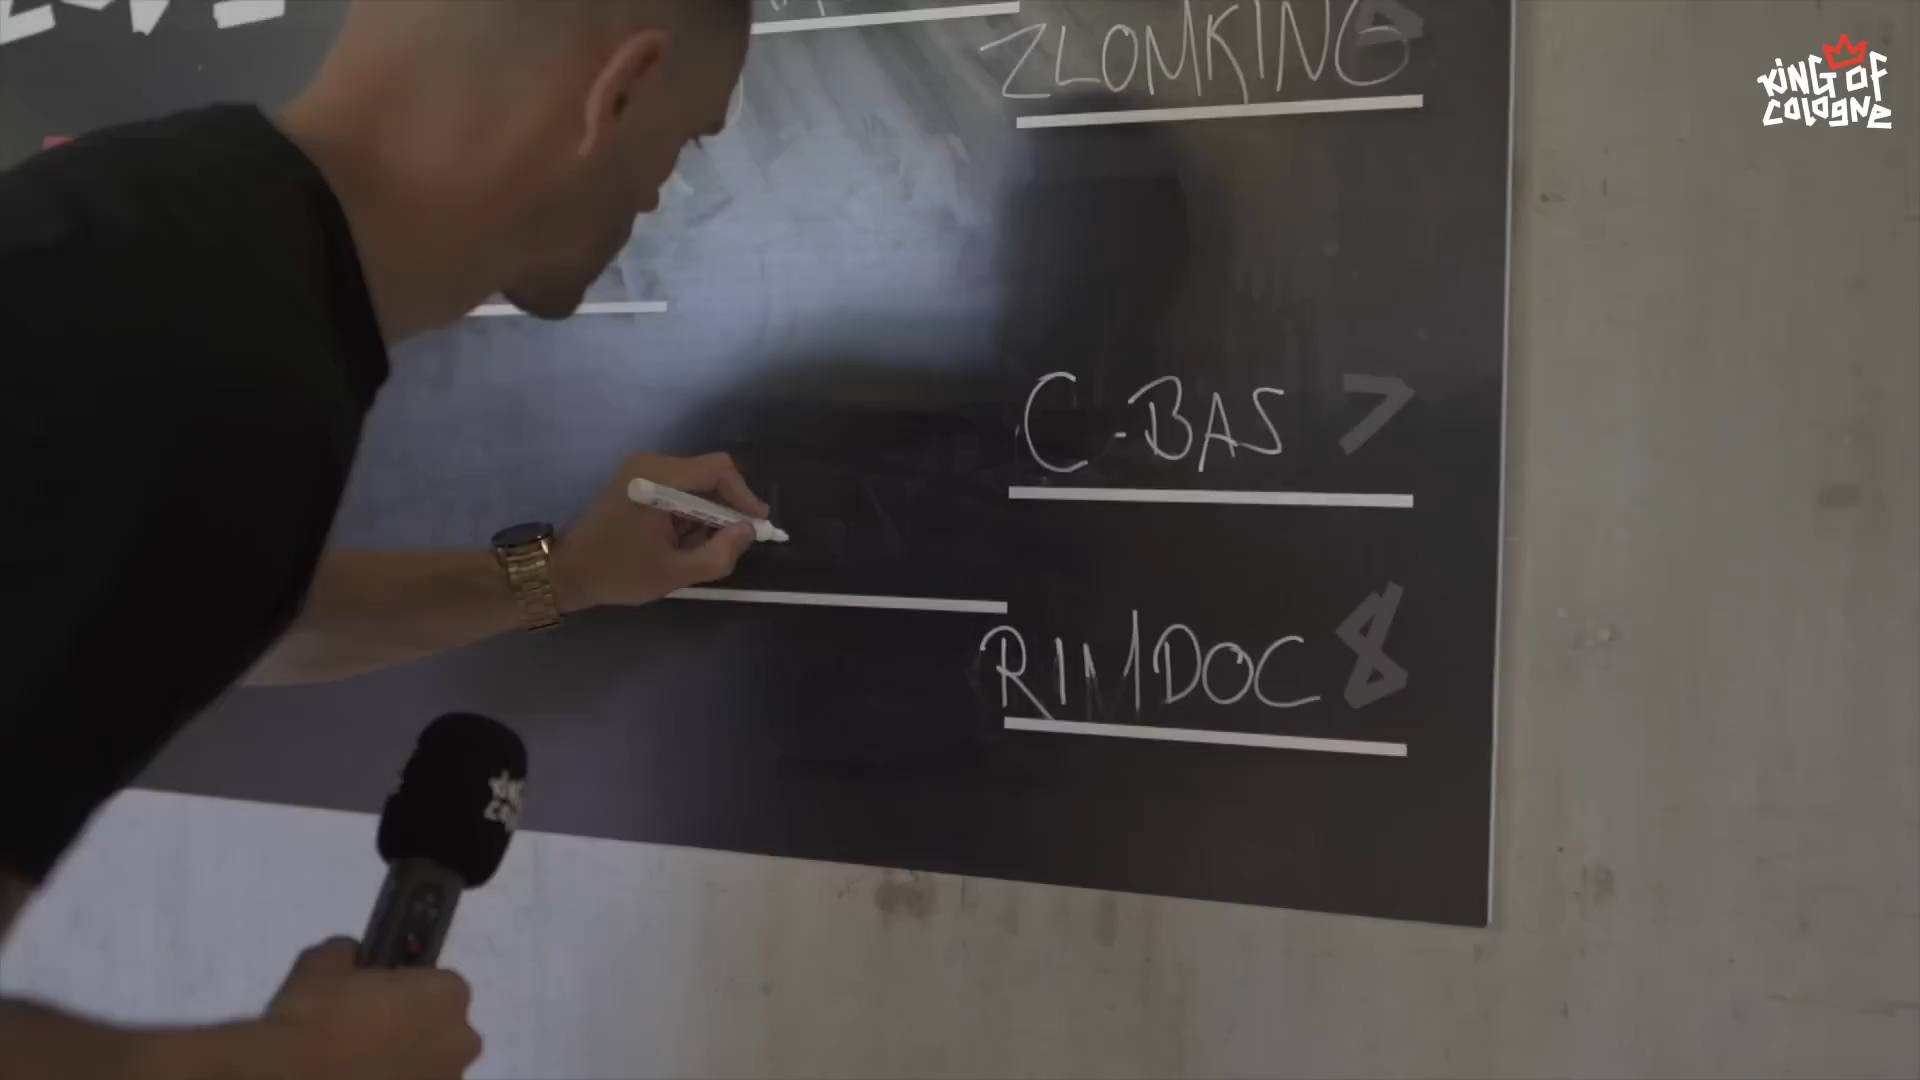 ZLOMKING
KING OF
COLOGNE
C-BAS 7
RIMDOC 8